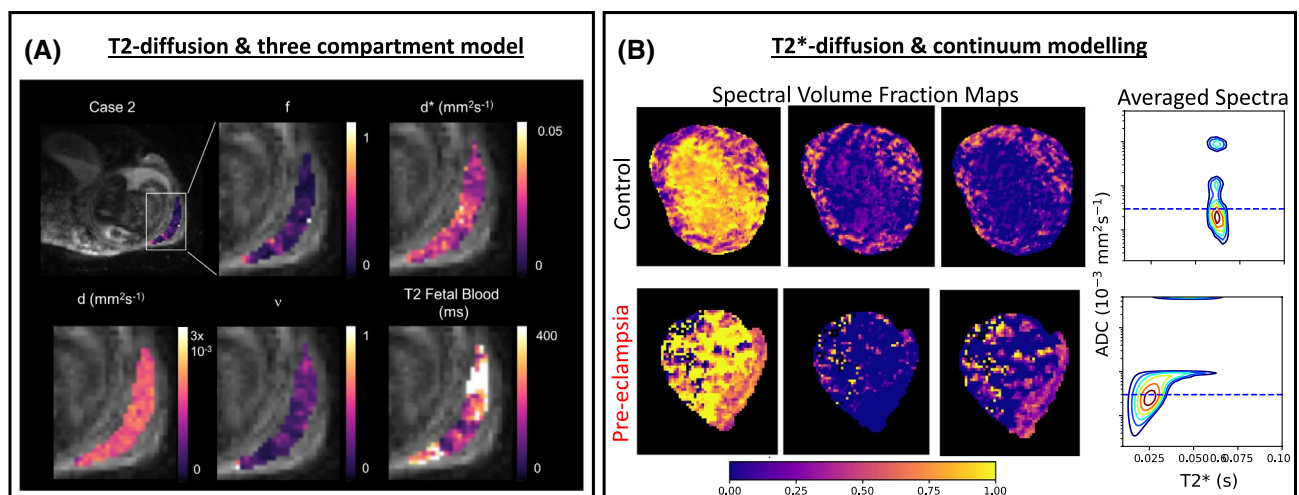 (A) T2-diffusion & three compartment model
Case 2
f
d* (mm²s⁻¹)
1
0
0.05
0
d (mm²s⁻¹)
ν
T2 Fetal Blood
(ms)
3x
10⁻³
0
1
0
400
0
(B) T2*-diffusion & continuum modelling
Spectral Volume Fraction Maps
Averaged Spectra
Control
Pre-eclampsia
ADC (10⁻³ mm²s⁻¹)
0.025 0.050 0.6 0.075 0.10
T2* (s)
0.00 0.25 0.50 0.75 1.00